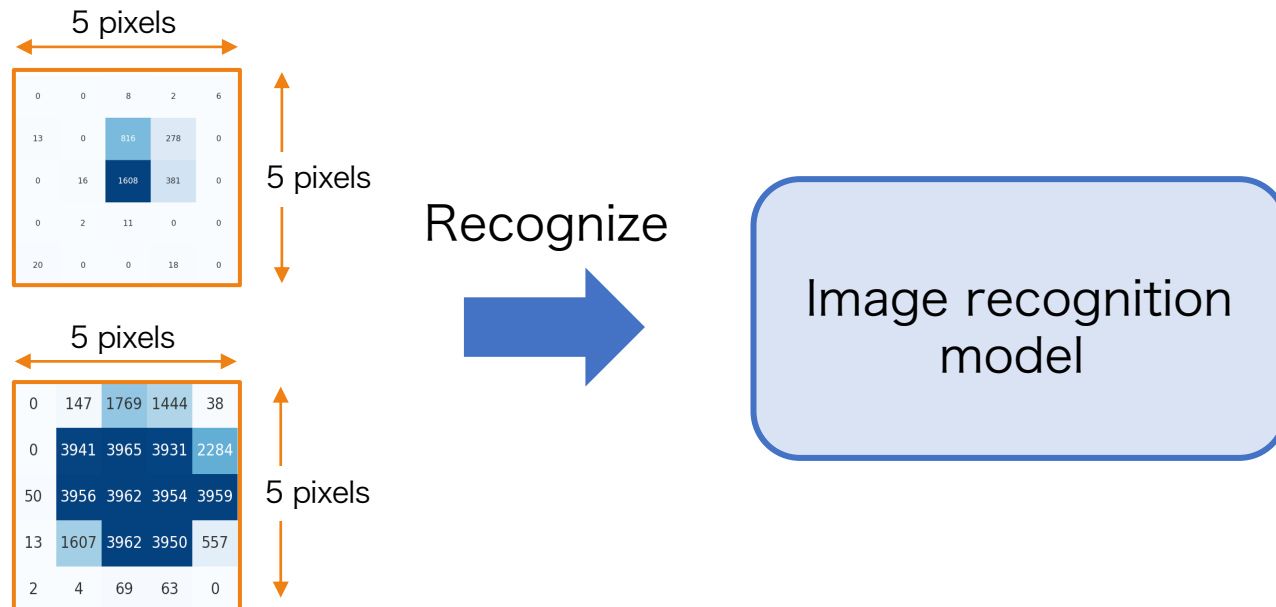 5 pixels
0 0 8 2 6
13 0 816 278 0
0 16 1608 381 0
0 2 11 0 0
20 0 0 18 0
5 pixels
5 pixels
0 147 1769 1444 38
0 3941 3965 3931 2284
50 3956 3962 3954 3959
13 1607 3962 3950 557
2 4 69 63 0
5 pixels
Recognize
Image recognition
model